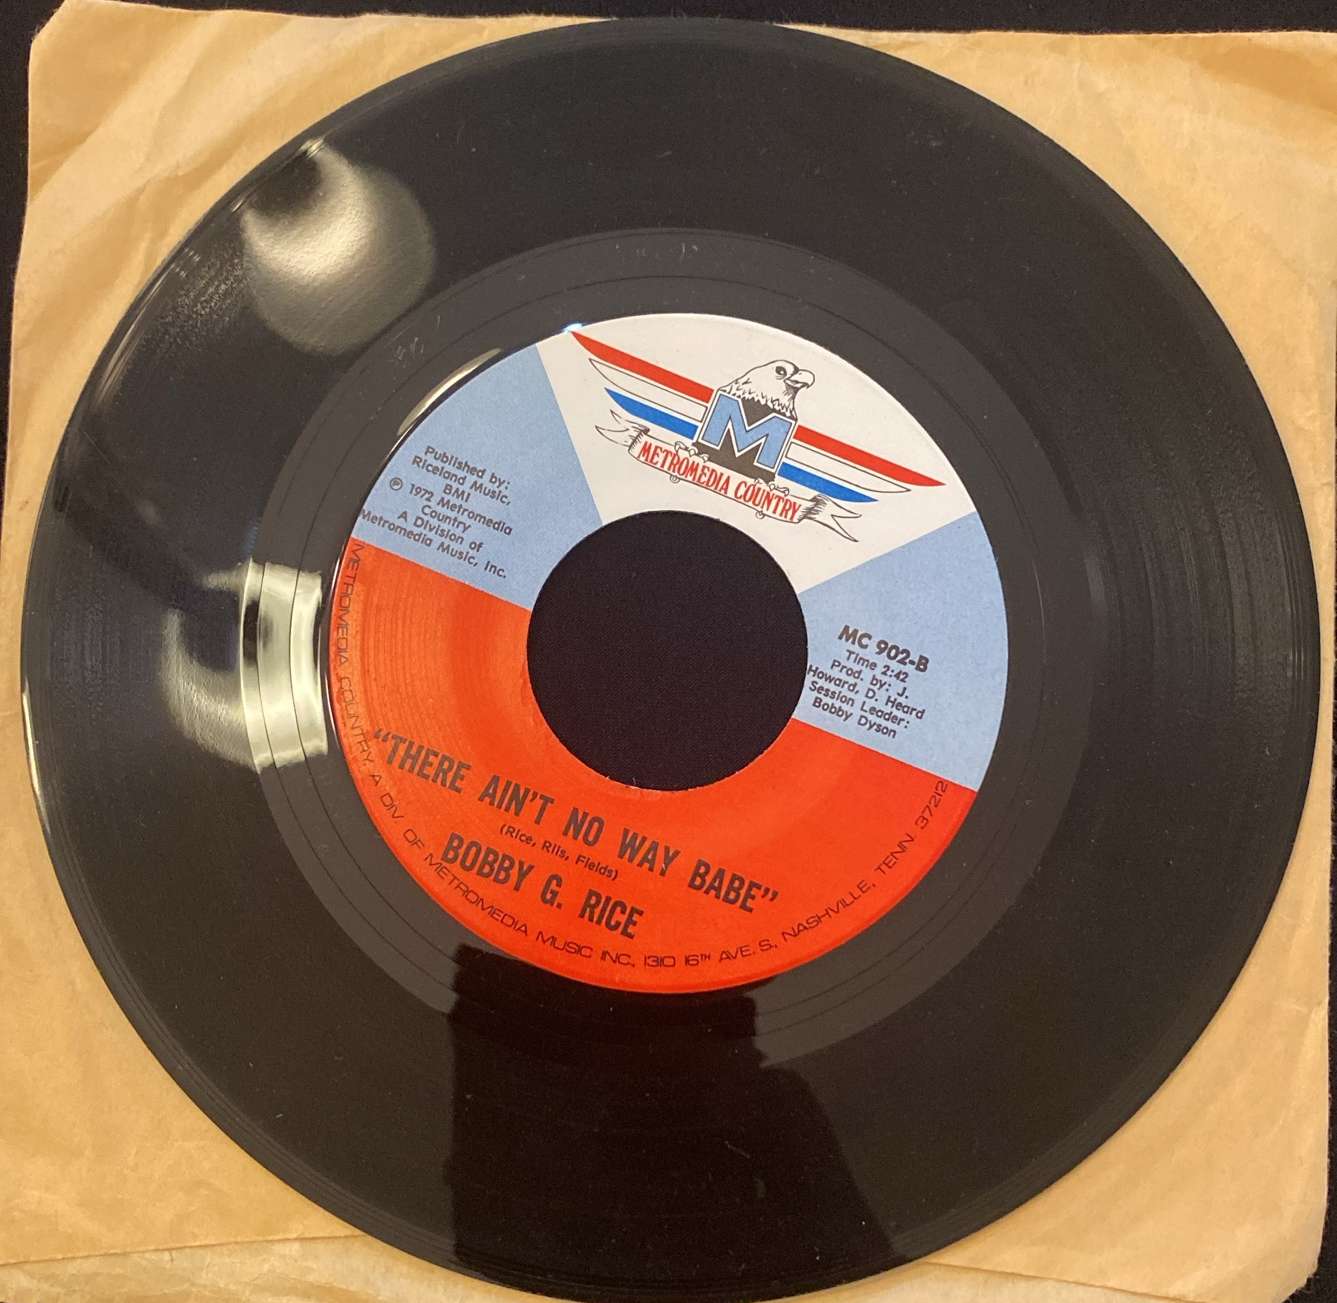 M
METROMEDIA COUNTRY
Published by:
Riceland Music,
BMI
℗ 1972 Metromedia
Country
A Division of
Metromedia Music, Inc.
MC 902-B
Time 2:42
Prod. by: J.
Howard, D. Heard
Session Leader:
Bobby Dyson
"THERE AIN'T NO WAY BABE"
(Rice, Riis, Fields)
BOBBY G. RICE
METROMEDIA COUNTRY, A DIV. OF METROMEDIA MUSIC INC., 1310 16TH AVE. S., NASHVILLE, TENN. 37212